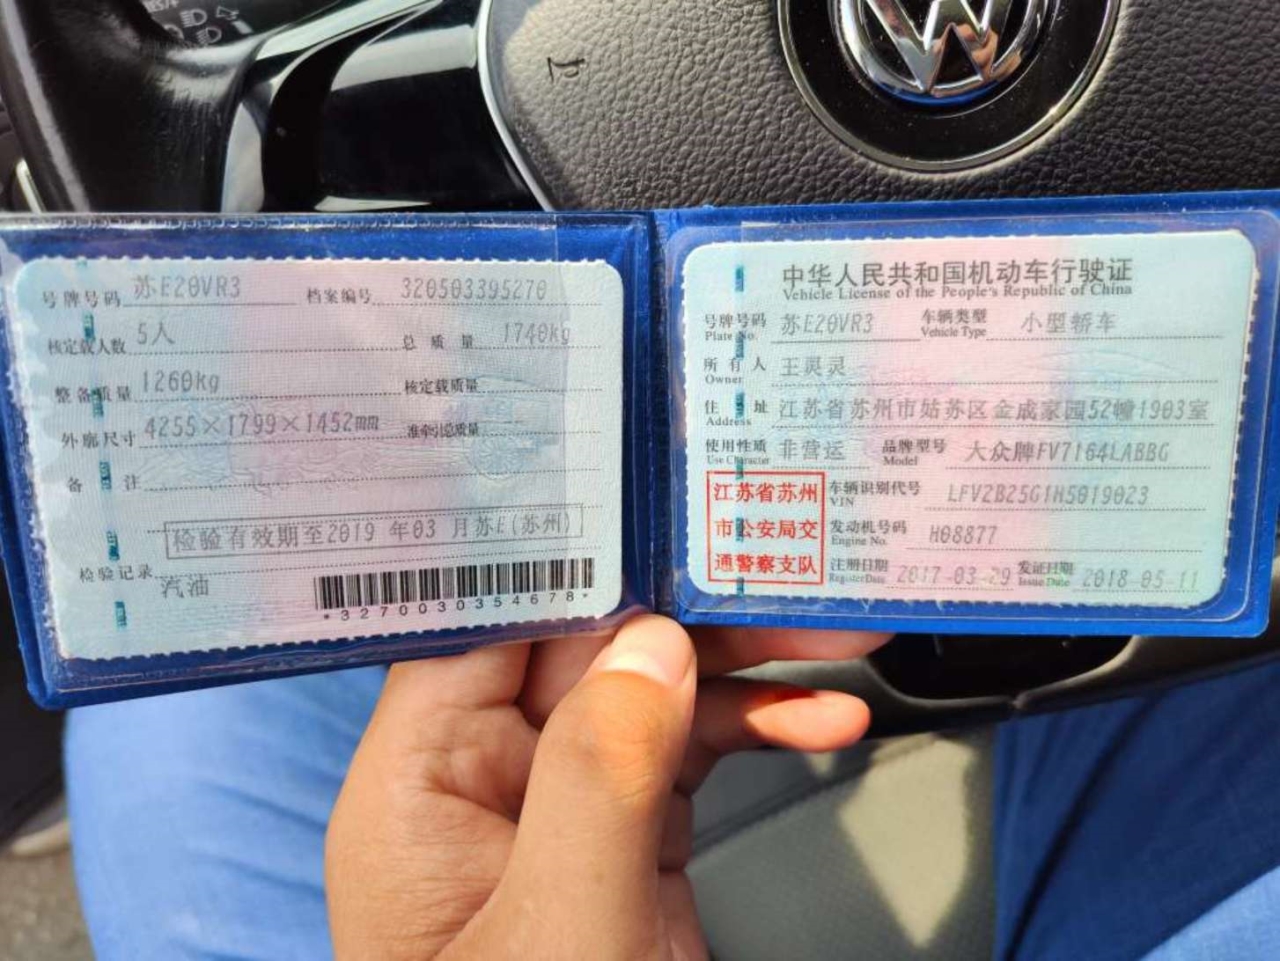 号牌号码 苏E20VR3 档案编号 320503395270
核定载人数 5人 总质量 1740kg
整备质量 1260kg 核定载质量
外廓尺寸 4255×1799×1452mm 准牵引总质量
备注
检验有效期至2019 年03 月苏E(苏州)
检验记录
汽油
*3270030354678*
中华人民共和国机动车行驶证
Vehicle License of the People's Republic of China
号牌号码 苏E20VR3 车辆类型 小型轿车
Plate No. Vehicle Type
所有人 王灵灵
Owner
住址 江苏省苏州市姑苏区金成家园52幢1903室
Address
使用性质 非营运 品牌型号 大众牌FV7164LABBG
Use Character Model
江苏省苏州
市公安局交
通警察支队
车辆识别代号 LFV2B25G1H5019023
VIN
发动机号码 H08877
Engine No.
注册日期 2017-03-29 发证日期 2018-05-11
Register Date Issue Date